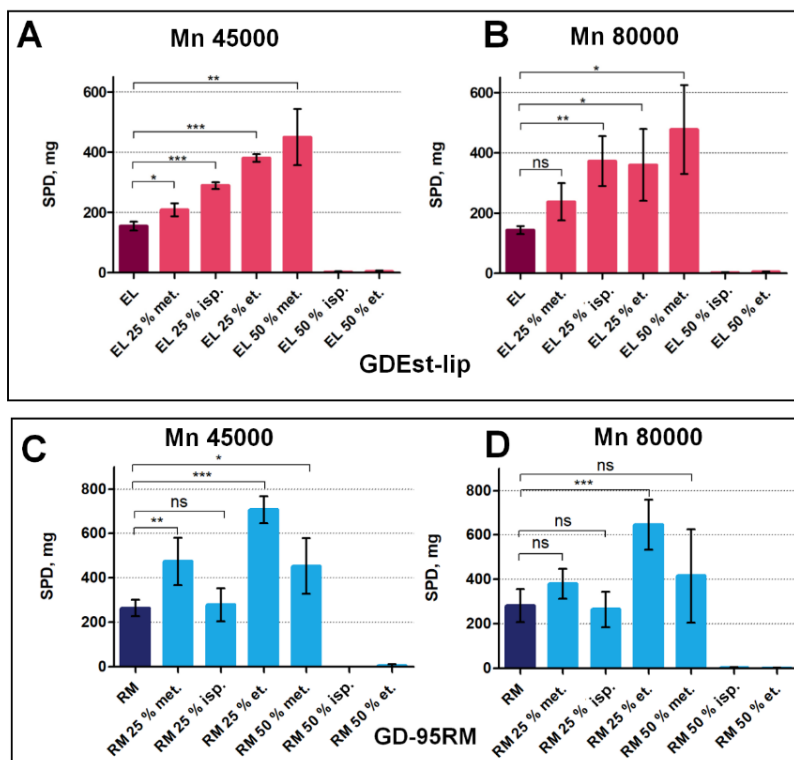 A
Mn 45000
SPD, mg
600
400
200
0
*
***
***
**
EL
EL 25 % met.
EL 25 % isp.
EL 25 % et.
EL 50 % met.
EL 50 % isp.
EL 50 % et.
B
Mn 80000
SPD, mg
600
400
200
0
ns
**
*
*
EL
EL 25 % met.
EL 25 % isp.
EL 25 % et.
EL 50 % met.
EL 50 % isp.
EL 50 % et.
GDEst-lip
C
Mn 45000
SPD, mg
800
600
400
200
0
**
ns
***
*
RM
RM 25 % met.
RM 25 % isp.
RM 25 % et.
RM 50 % met.
RM 50 % isp.
RM 50 % et.
D
Mn 80000
SPD, mg
800
600
400
200
0
ns
ns
***
ns
RM
RM 25 % met.
RM 25 % isp.
RM 25 % et.
RM 50 % met.
RM 50 % isp.
RM 50 % et.
GD-95RM